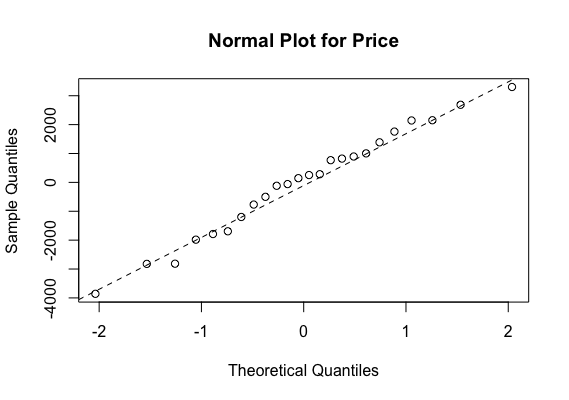 Normal Plot for Price
Sample Quantiles
2000
0
-2000
-4000
-2 -1 0 1 2
Theoretical Quantiles